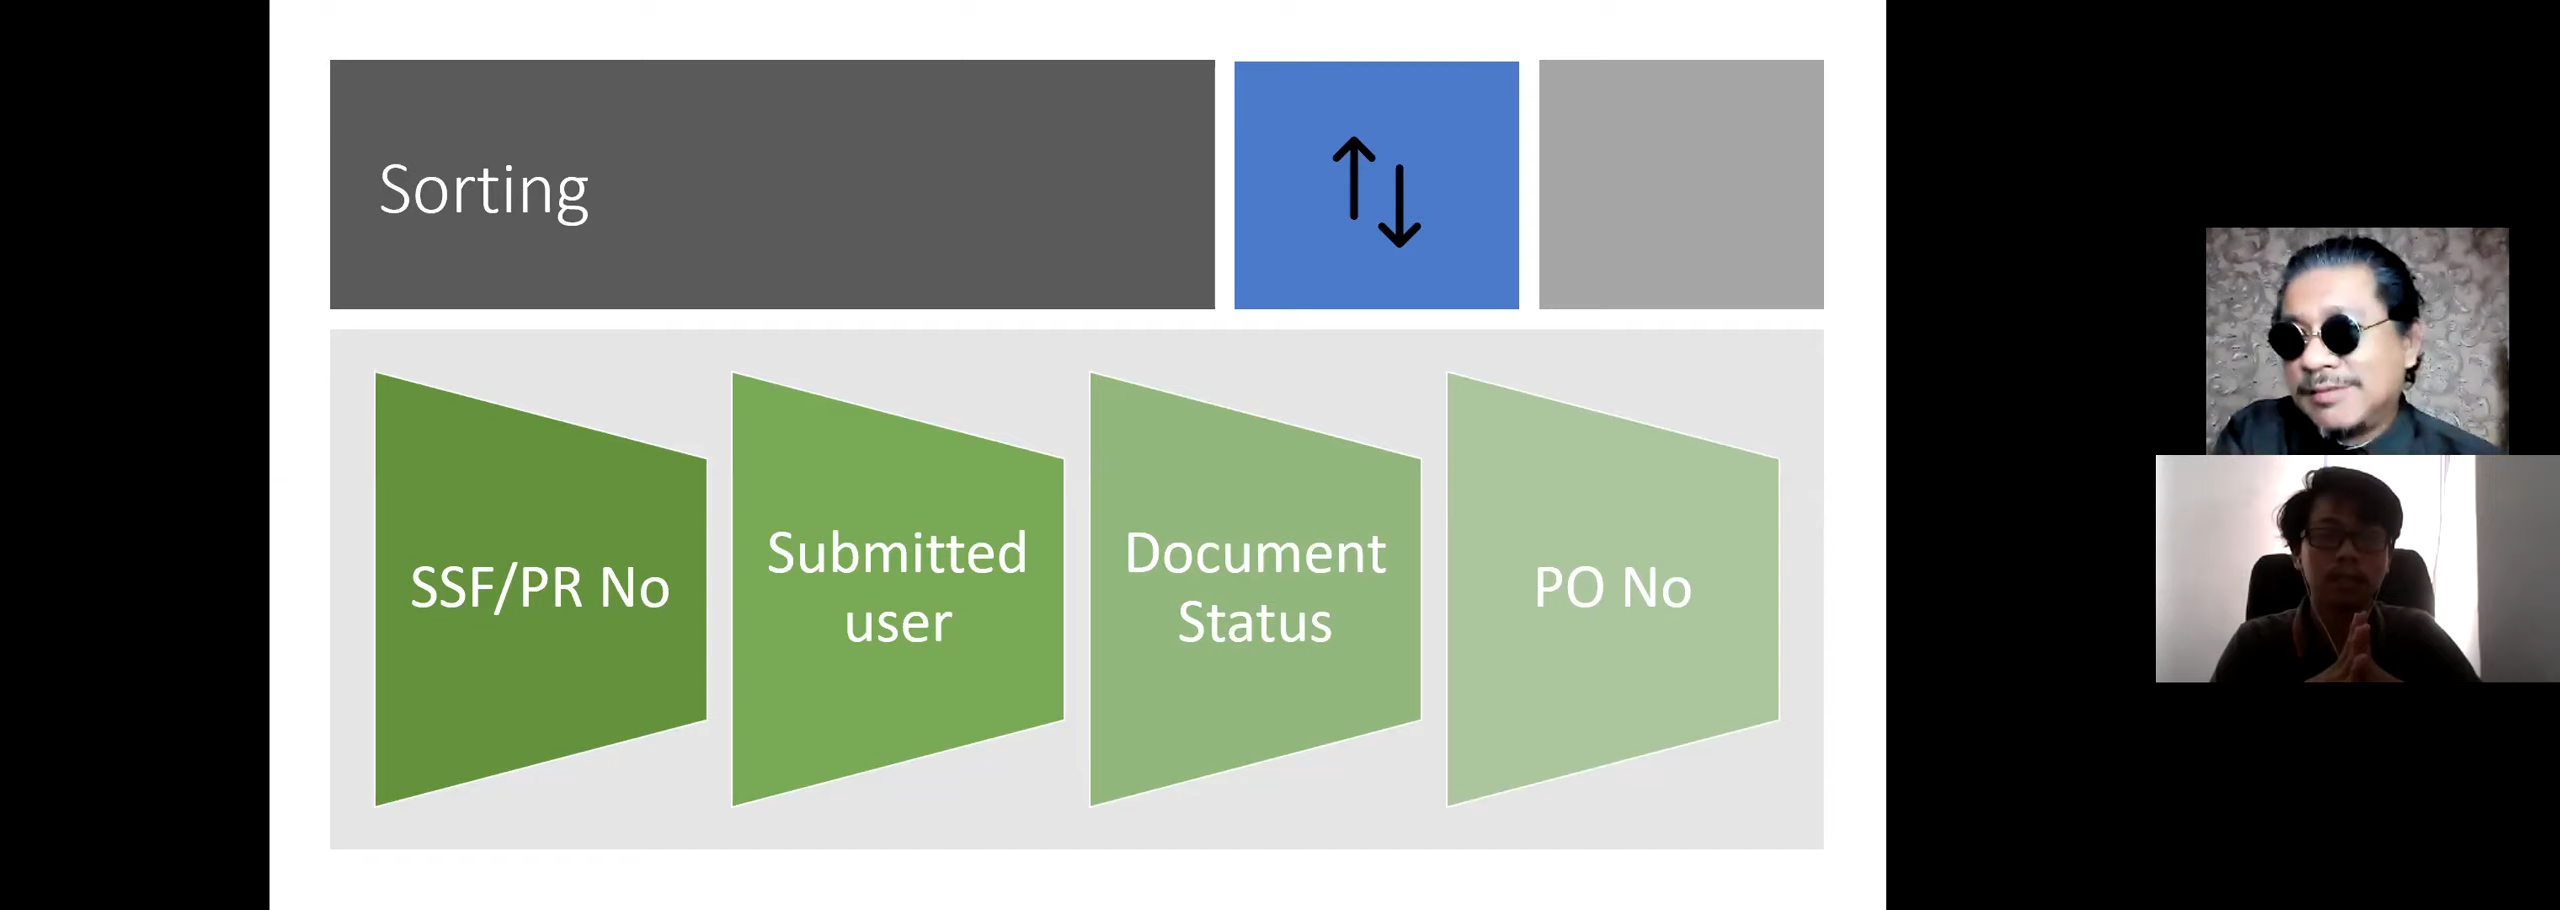 Sorting
SSF/PR No
Submitted
user
Document
Status
PO No